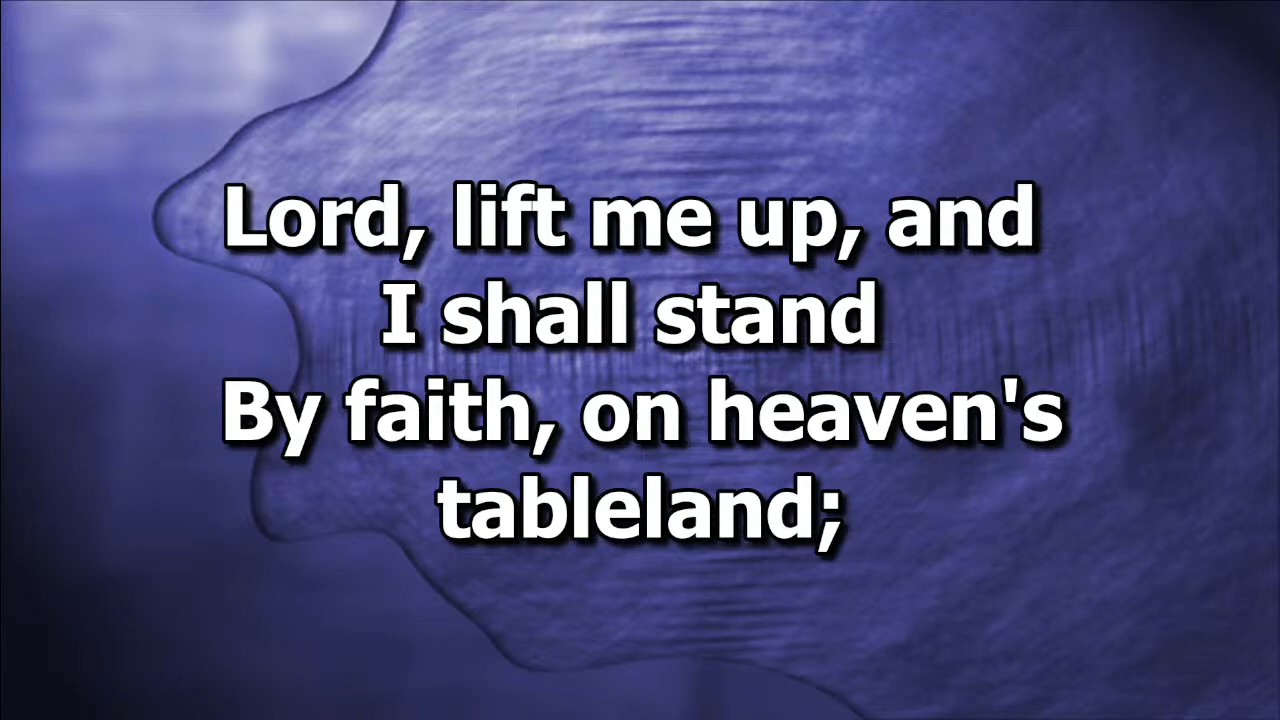 Lord, lift me up, and
I shall stand
By faith, on heaven's
tableland;